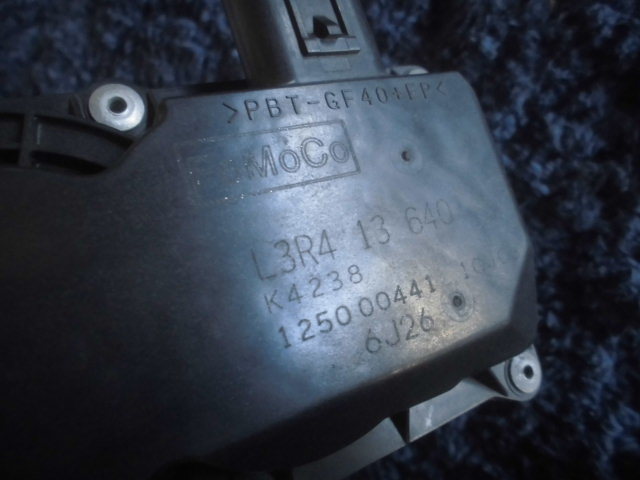 >PBT-GF40+FP<
MoCo
L3R4 13 640
K4238
125000441
6J26